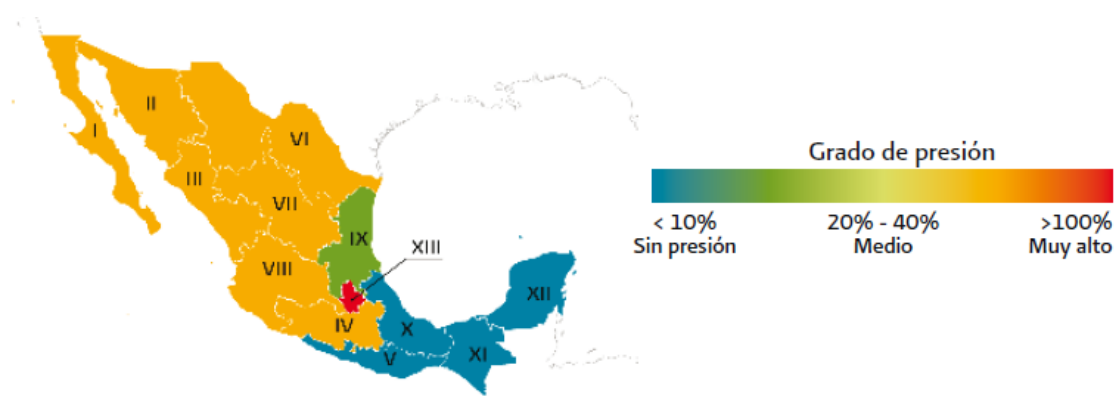 II
I
VI
III
VII
IX
XIII
VIII
XII
IV
X
XI
V
Grado de presión
< 10%
Sin presión
20% - 40%
Medio
>100%
Muy alto